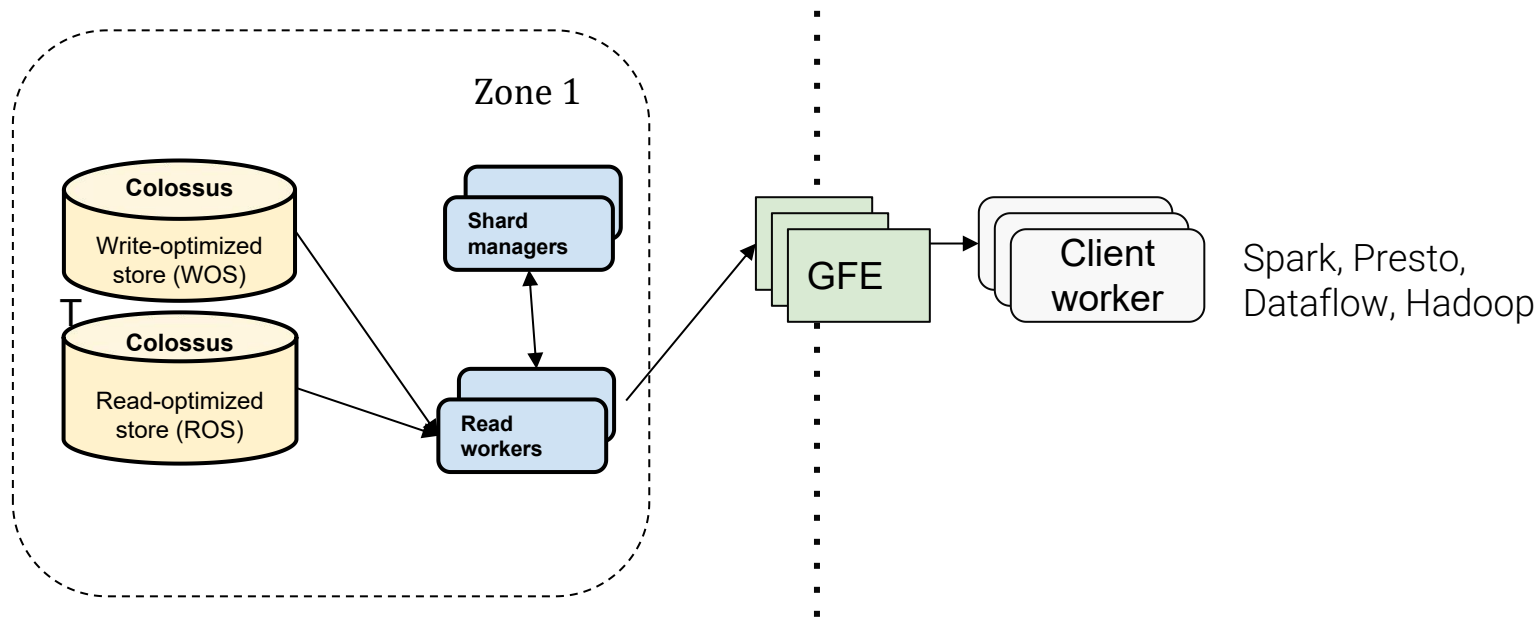 Zone 1
Colossus
Write-optimized
store (WOS)
T
Colossus
Read-optimized
store (ROS)
Shard
managers
Read
workers
GFE
Client
worker
Spark, Presto,
Dataflow, Hadoop